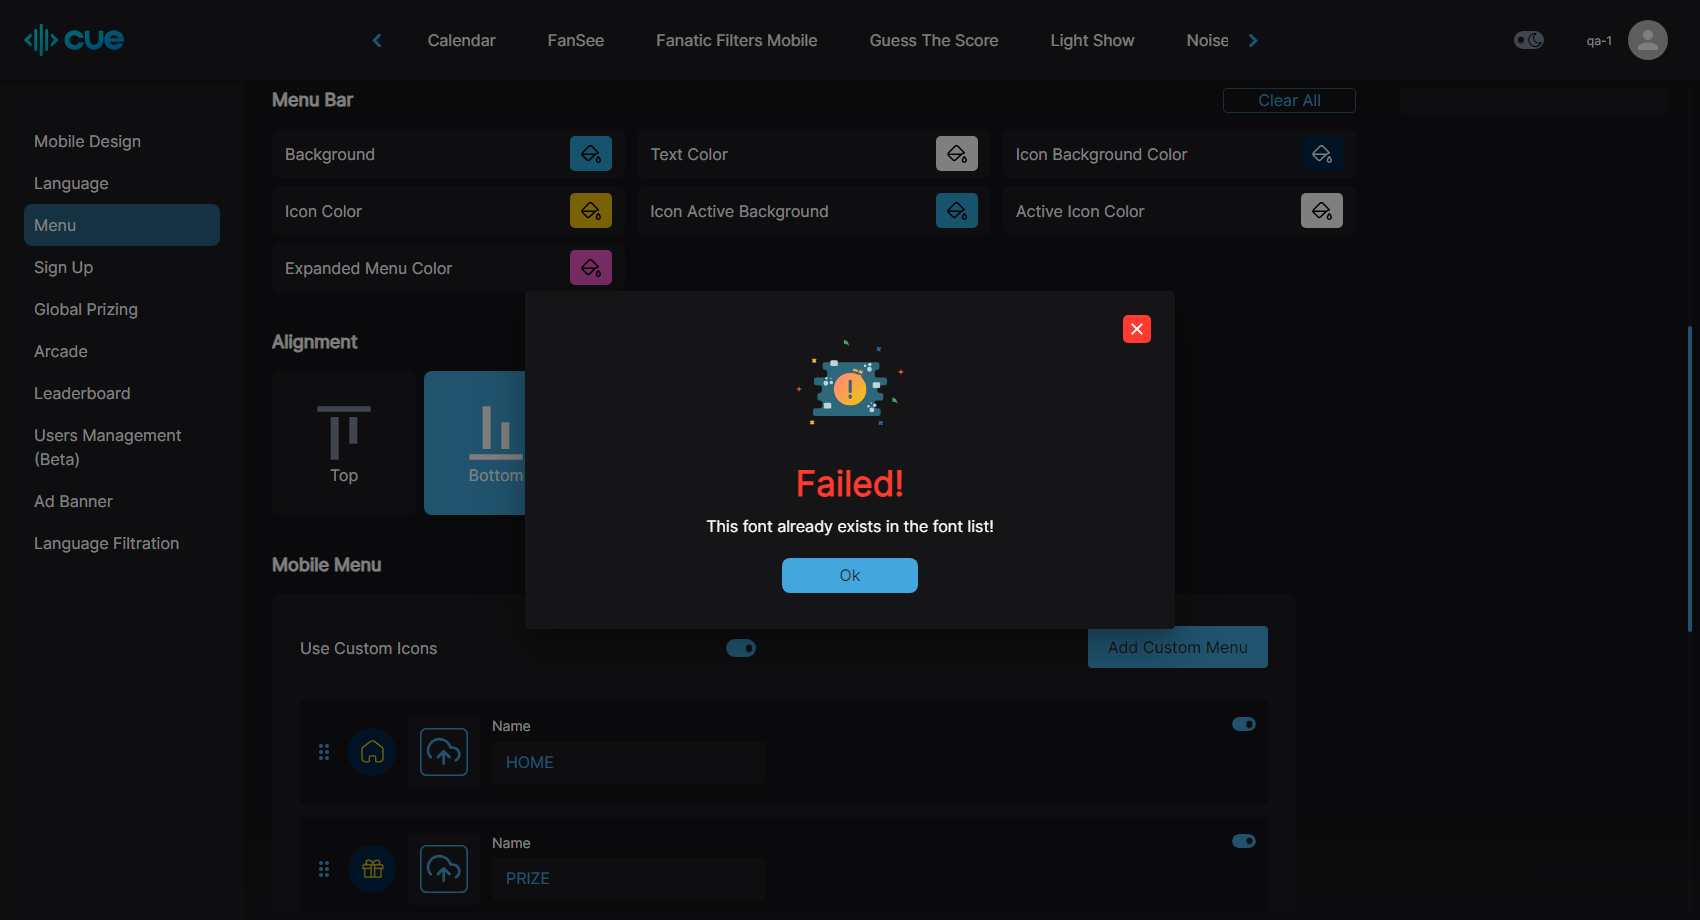 cue
Calendar
FanSee
Fanatic Filters Mobile
Guess The Score
Light Show
Noise
qa-1
Mobile Design
Language
Menu
Sign Up
Global Prizing
Arcade
Leaderboard
Users Management
(Beta)
Ad Banner
Language Filtration
Menu Bar
Clear All
Background
Text Color
Icon Background Color
Icon Color
Icon Active Background
Active Icon Color
Expanded Menu Color
Alignment
Top
Bottom
Failed!
This font already exists in the font list!
Ok
Mobile Menu
Use Custom Icons
Add Custom Menu
Name
HOME
Name
PRIZE